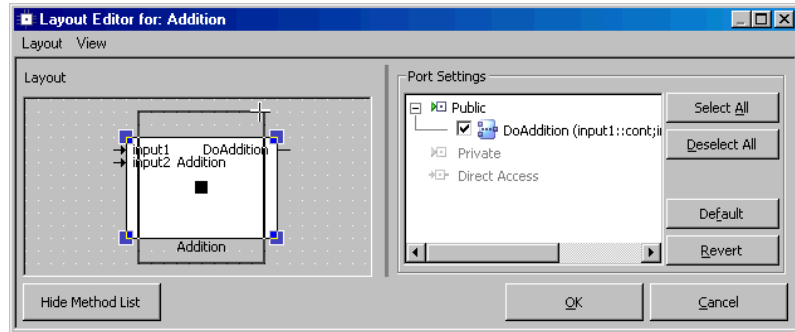 Layout Editor for: Addition
Layout View
Layout
input1 DoAddition
input2 Addition
Addition
Port Settings
Public
DoAddition (input1::cont;i
Private
Direct Access
Select All
Deselect All
Default
Revert
Hide Method List
OK
Cancel